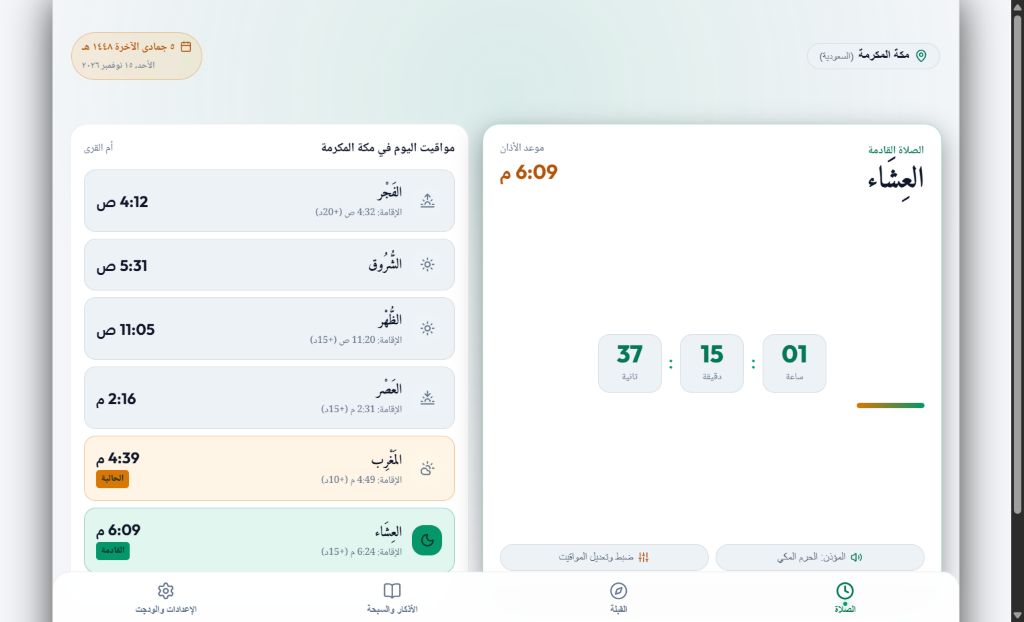 مكة المكرمة (السعودية)
٥ جمادى الآخرة ١٤٤٨ هـ
الأحد، ١٥ نوفمبر ٢٠٢٦
الصلاة القادمة
العِشَاء
موعد الأذان
6:09 م
01
ساعة
:
15
دقيقة
:
37
ثانية
المؤذن: الحرم المكي
ضبط وتعديل المواقيت
مواقيت اليوم في مكة المكرمة
أم القرى
الفَجْر
الإقامة: 4:32 ص (+20د)
4:12 ص
الشُّرُوق
5:31 ص
الظُّهْر
الإقامة: 11:20 ص (+15د)
11:05 ص
العَصْر
الإقامة: 2:31 م (+15د)
2:16 م
المَغْرِب
الإقامة: 4:49 م (+10د)
4:39 م
الحالية
العِشَاء
الإقامة: 6:24 م (+15د)
6:09 م
القادمة
الصلاة
القبلة
الأذكار والسبحة
الإعدادات والودجت